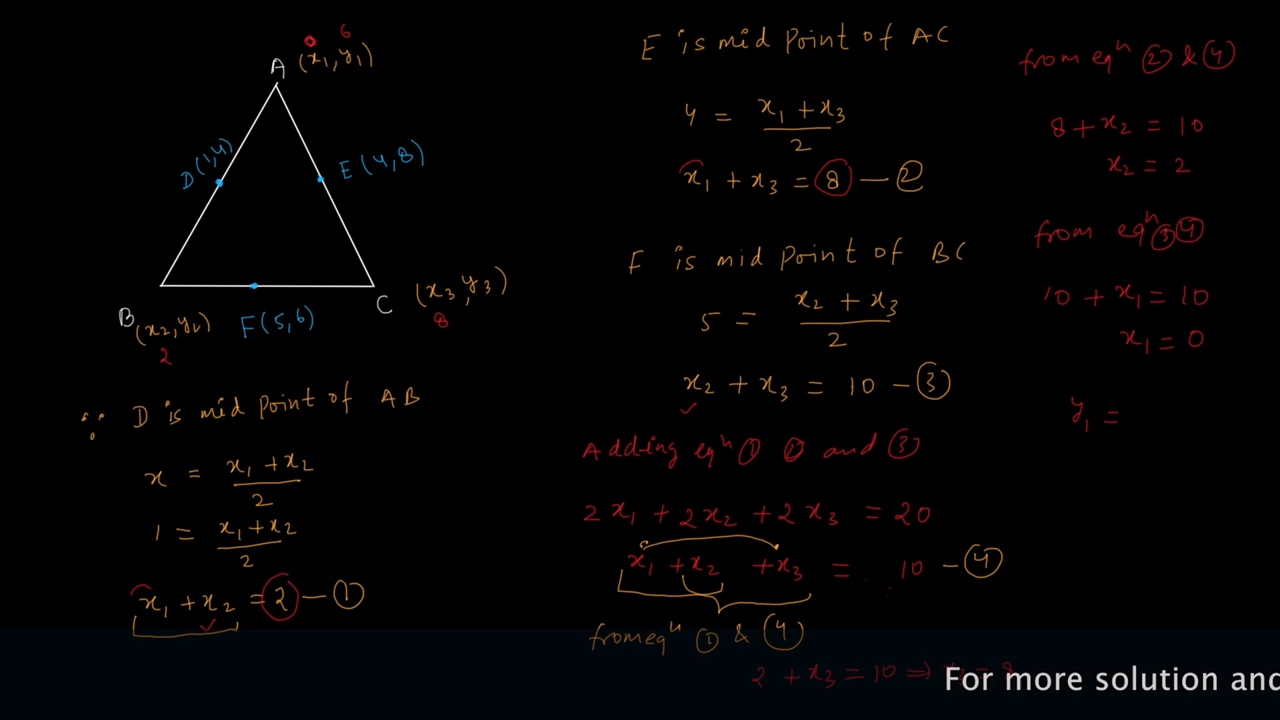 6
A (x₁, y₁)
D(1,4)
E(4,8)
B (x₂, y₂)
2
F(5,6)
C (x₃, y₃)
8
∵ D is mid point of AB
x = x₁ + x₂ / 2
1 = x₁ + x₂ / 2
x₁ + x₂ = 2 — ①
E is mid point of AC
4 = x₁ + x₃ / 2
x₁ + x₃ = 8 — ②
F is mid point of BC
5 = x₂ + x₃ / 2
x₂ + x₃ = 10 — ③
Adding eqⁿ ① ② and ③
2x₁ + 2x₂ + 2x₃ = 20
x₁ + x₂ + x₃ = 10 — ④
from eqⁿ ① & ④
2 + x₃ = 10 ⇒ x₃ = 8
from eqⁿ ② & ④
8 + x₂ = 10
x₂ = 2
from eqⁿ ③ ④
10 + x₁ = 10
x₁ = 0
y₁ =
For more solution and